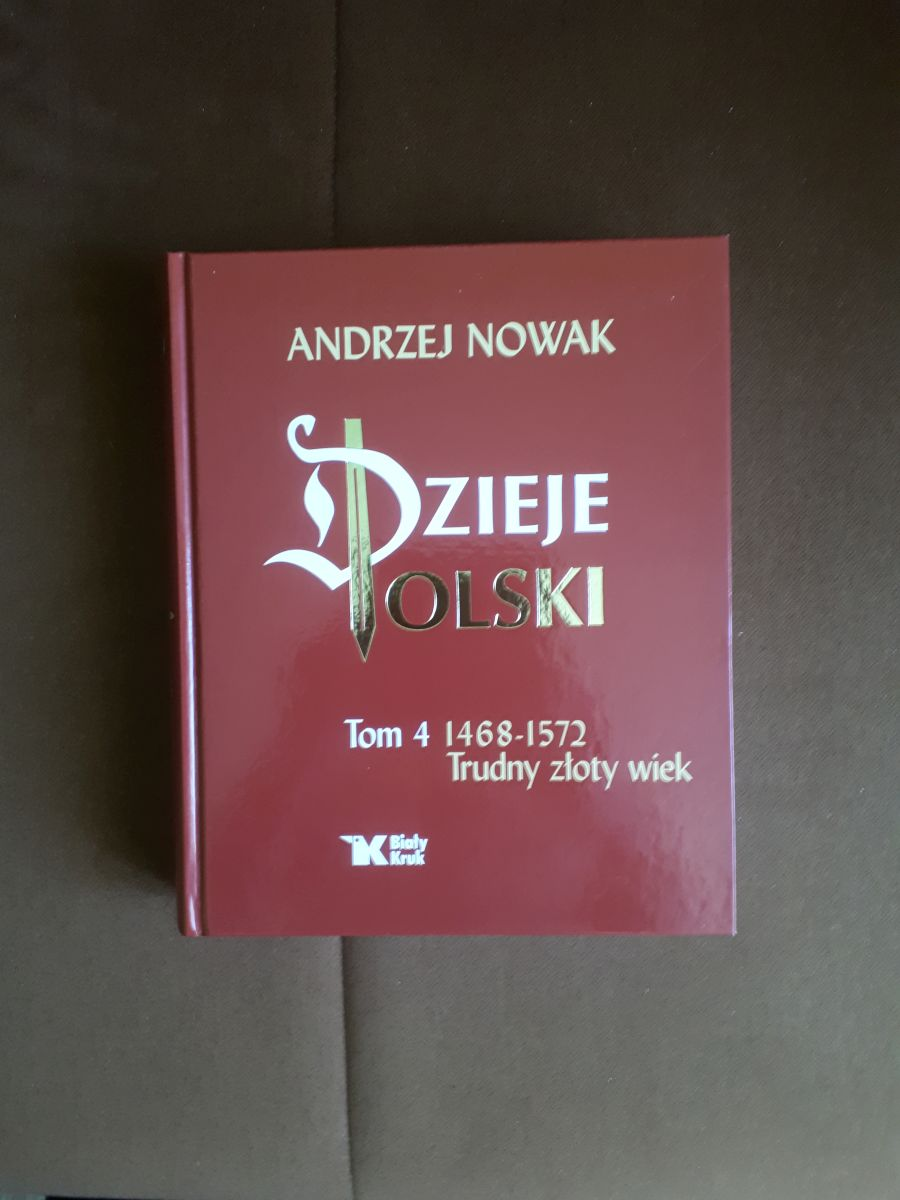 ANDRZEJ NOWAK
DZIEJE
POLSKI
Tom 4 1468-1572
Trudny złoty wiek
Biały
Kruk